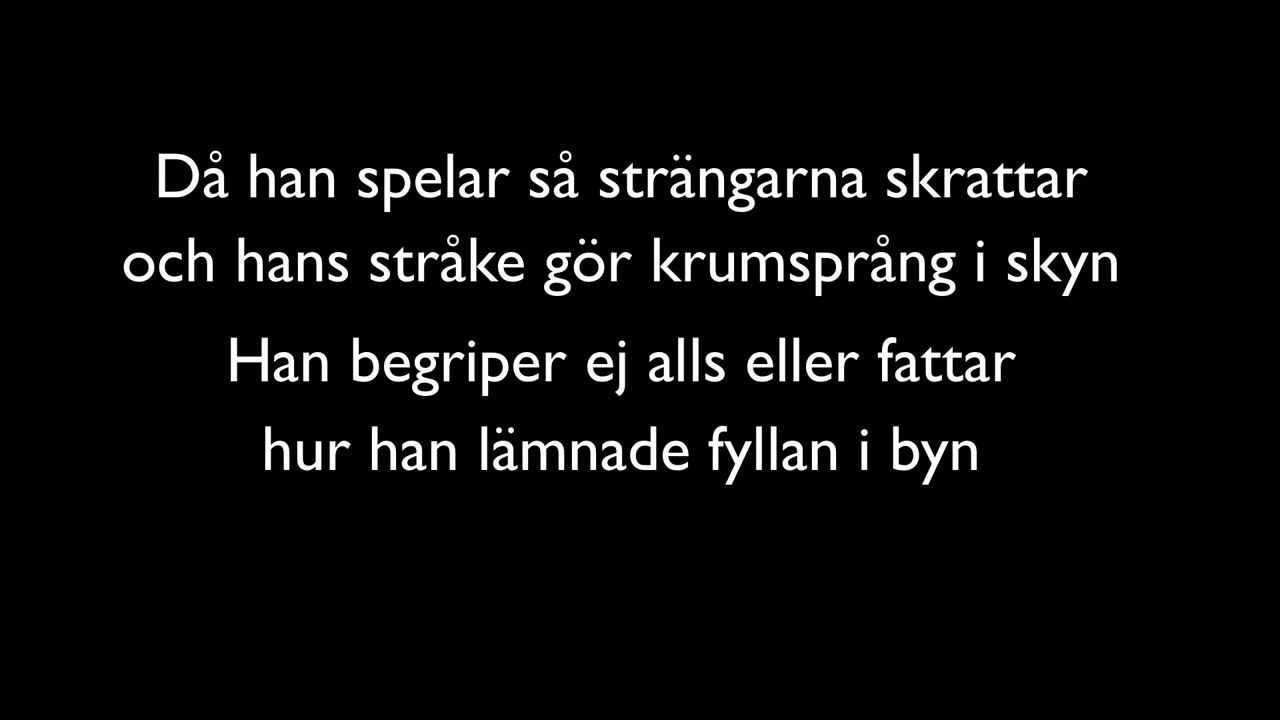 Då han spelar så strängarna skrattar
och hans stråke gör krumsprång i skyn
Han begriper ej alls eller fattar
hur han lämnade fyllan i byn